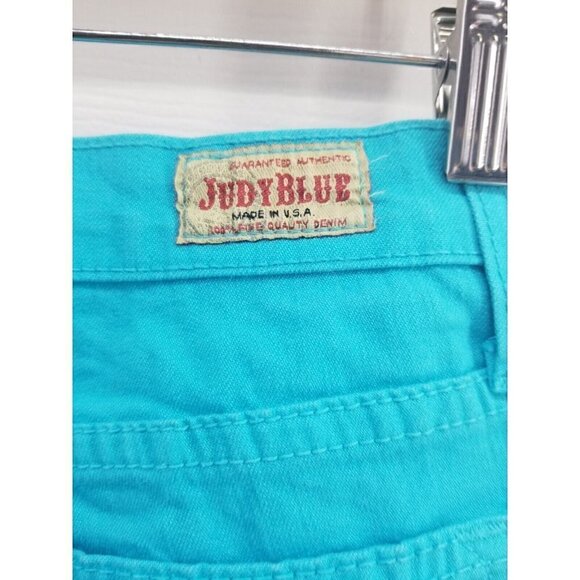 GUARANTEED AUTHENTIC
JUDYBLUE
MADE IN U.S.A.
100% FINE QUALITY DENIM